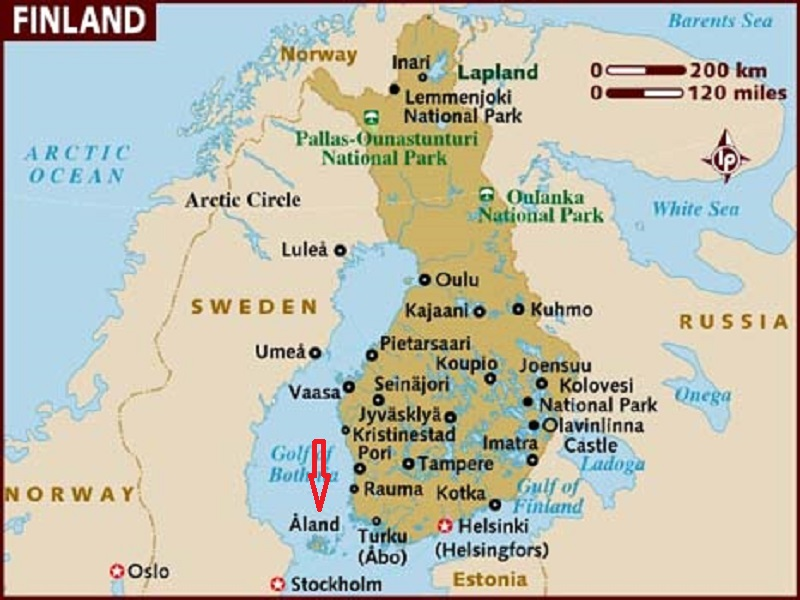 FINLAND
Barents Sea
Norway
Inari
Lapland
0 200 km
0 120 miles
Lemmenjoki
National Park
Pallas-Ounastunturi
National Park
lp
ARCTIC
OCEAN
Arctic Circle
Oulanka
National Park
White Sea
Luleå
Oulu
SWEDEN
Kajaani
Kuhmo
RUSSIA
Umeå
Pietarsaari
Koupio
Joensuu
Vaasa
Seinäjori
Kolovesi
National Park
Onega
Jyväsklyä
Olavinlinna
Castle
Kristinestad
Imatra
Golf of
Bothnia
Pori
Tampere
Ladoga
NORWAY
Rauma
Kotka
Gulf of
Finland
Åland
Turku
(Åbo)
Helsinki
(Helsingfors)
Oslo
Stockholm
Estonia